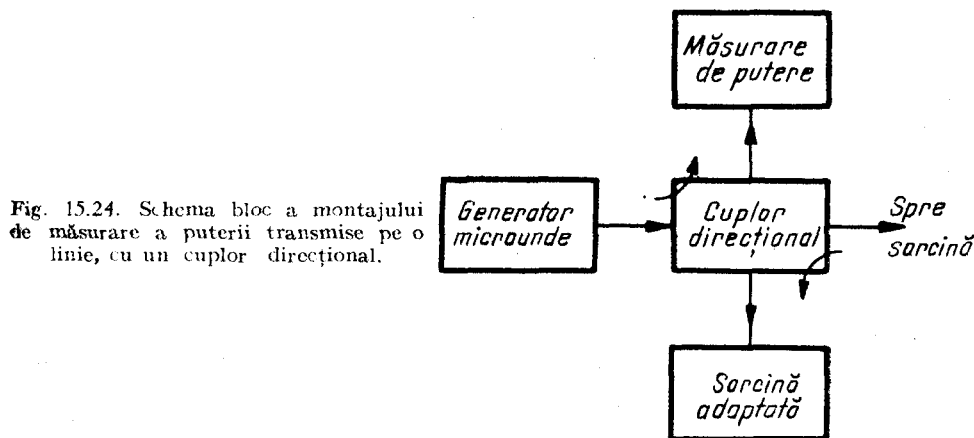 Fig. 15.24. Schema bloc a montajului
de măsurare a puterii transmise pe o
linie, cu un cuplor direcțional.
Măsurare
de putere
Generator
microunde
Cuplor
direcțional
Spre
sarcină
Sarcină
adaptată